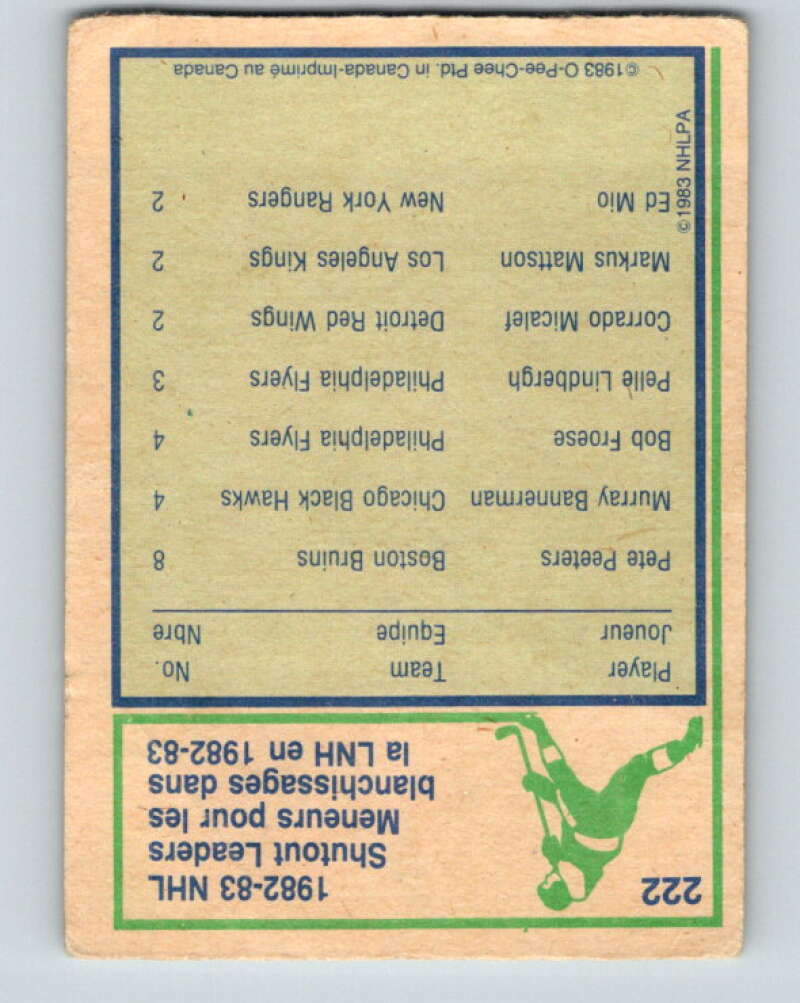 222
1982-83 NHL
Shutout Leaders
Meneurs pour les
blanchissages dans
la LNH en 1982-83
Player Team No.
Joueur Equipe Nbre
Pete Peeters Boston Bruins 8
Murray Bannerman Chicago Black Hawks 4
Bob Froese Philadelphia Flyers 4
Pelle Lindbergh Philadelphia Flyers 3
Corrado Micalef Detroit Red Wings 2
Markus Mattson Los Angeles Kings 2
Ed Mio New York Rangers 2
©1983 NHLPA
©1983 O-Pee-Chee Ptd. in Canada-Imprimé au Canada